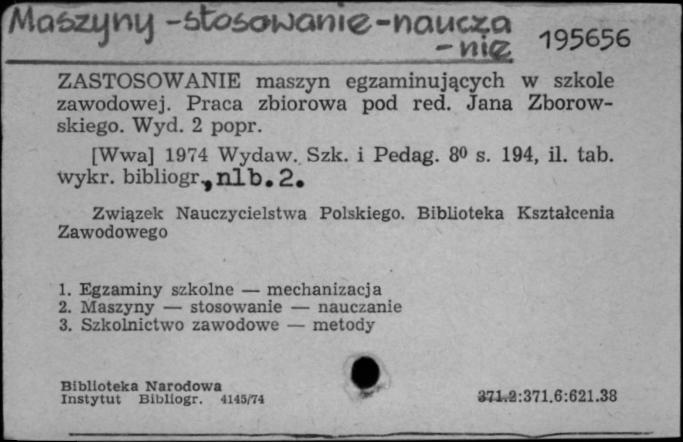 Maszyny - stosowanie - naucza
- nie 195656
ZASTOSOWANIE maszyn egzaminujących w szkole
zawodowej. Praca zbiorowa pod red. Jana Zborow-
skiego. Wyd. 2 popr.
[Wwa] 1974 Wydaw. Szk. i Pedag. 8⁰ s. 194, il. tab.
wykr. bibliogr., nlb. 2.
Związek Nauczycielstwa Polskiego. Biblioteka Kształcenia
Zawodowego
1. Egzaminy szkolne — mechanizacja
2. Maszyny — stosowanie — nauczanie
3. Szkolnictwo zawodowe — metody
Biblioteka Narodowa
Instytut Bibliogr. 4145/74 371.2:371.6:621.38